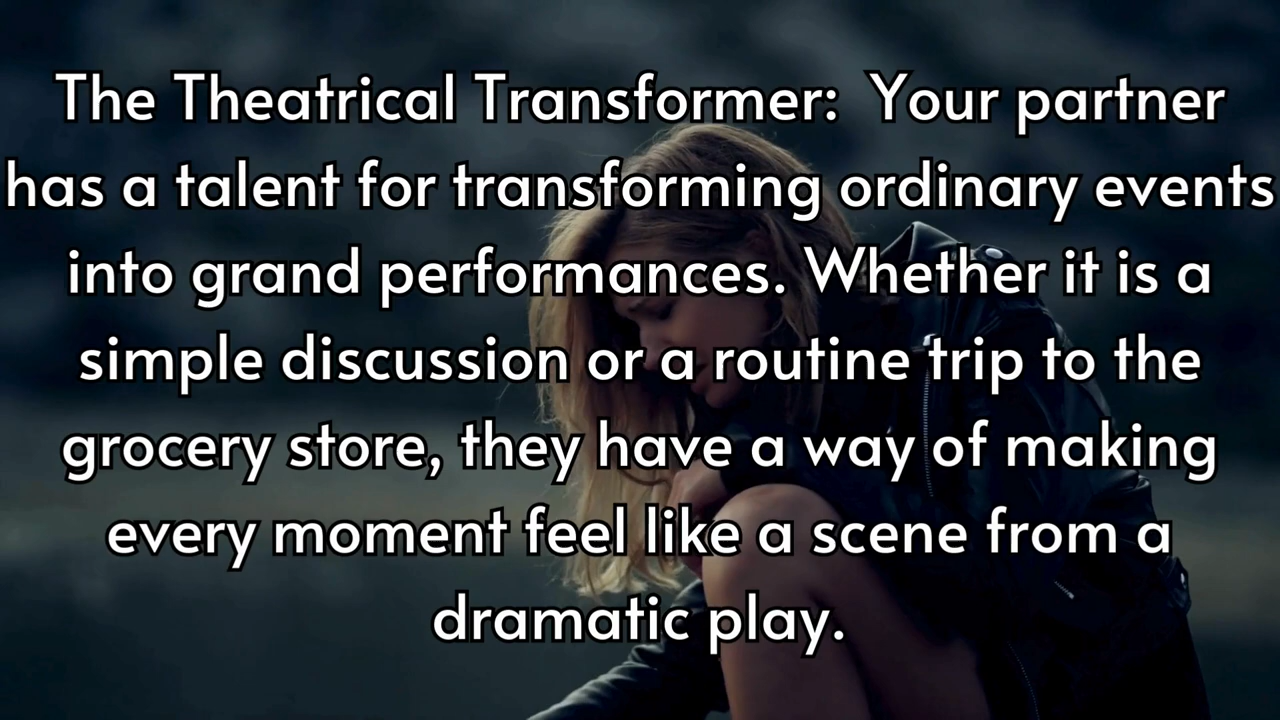 The Theatrical Transformer:  Your partner
has a talent for transforming ordinary events
into grand performances. Whether it is a
simple discussion or a routine trip to the
grocery store, they have a way of making
every moment feel like a scene from a
dramatic play.